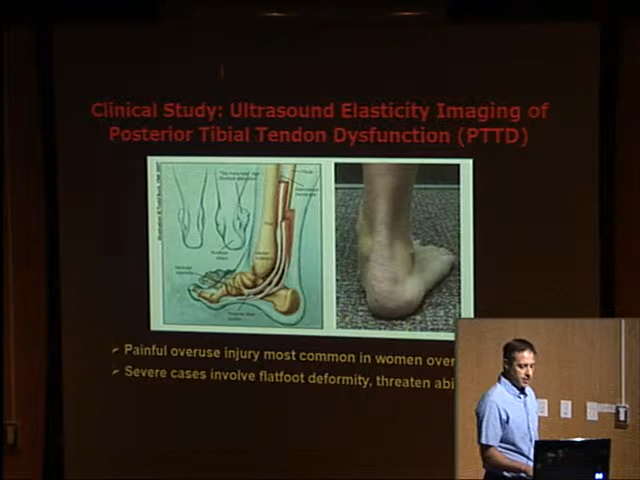 Clinical Study: Ultrasound Elasticity Imaging of
Posterior Tibial Tendon Dysfunction (PTTD)
Painful overuse injury most common in women over
Severe cases involve flatfoot deformity, threaten abi